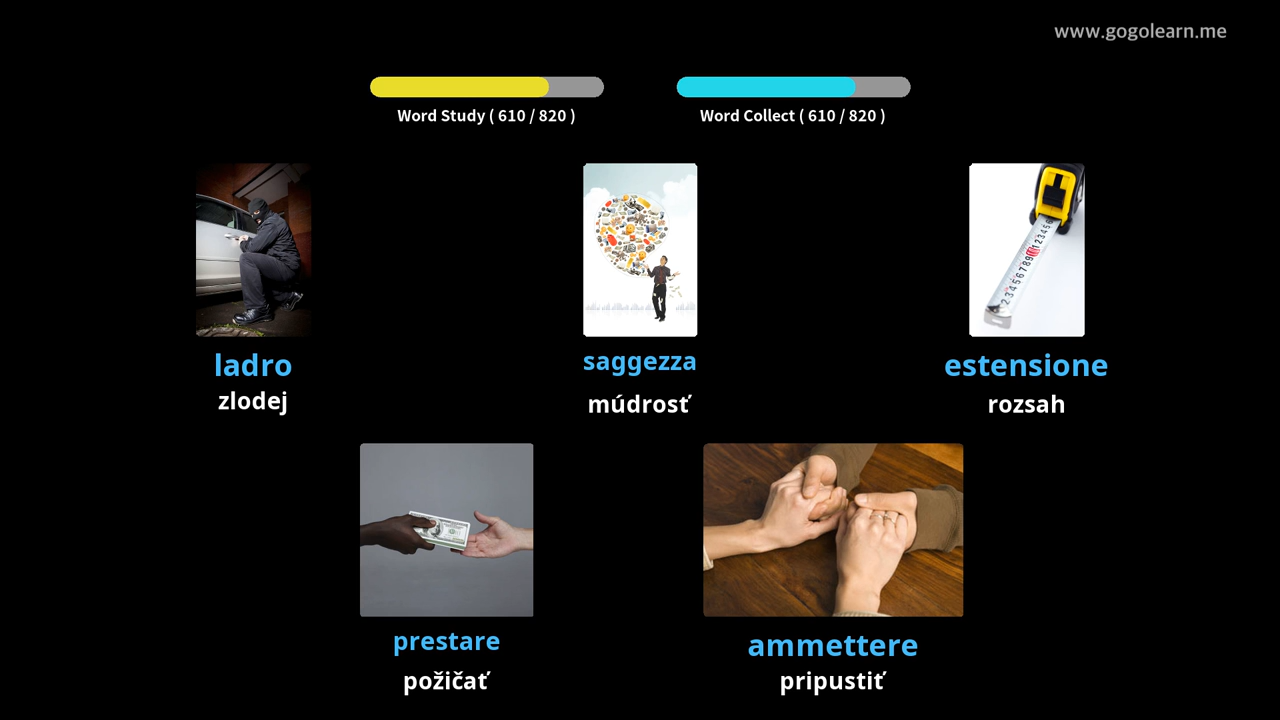 www.gogolearn.me
Word Study ( 610 / 820 )
Word Collect ( 610 / 820 )
ladro
zlodej
saggezza
múdrosť
estensione
rozsah
prestare
požičať
ammettere
pripustiť